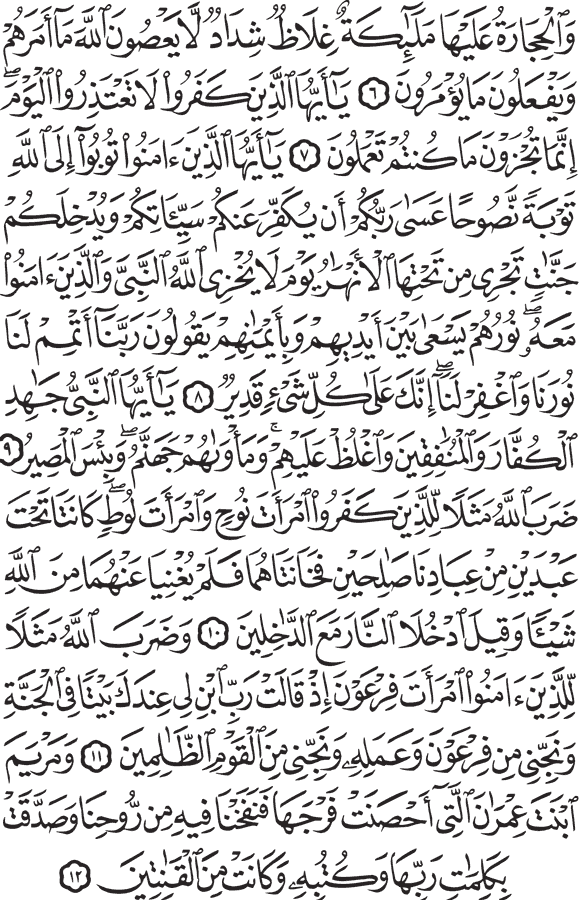 وَٱلْحِجَارَةُ عَلَيْهَا مَلَٰٓئِكَةٌ غِلَاظٌ شِدَادٌ لَّا يَعْصُونَ ٱللَّهَ مَآ أَمَرَهُمْ
وَيَفْعَلُونَ مَا يُؤْمَرُونَ ٦ يَٰٓأَيُّهَا ٱلَّذِينَ كَفَرُوا۟ لَا تَعْتَذِرُوا۟ ٱلْيَوْمَ ۖ
إِنَّمَا تُجْزَوْنَ مَا كُنتُمْ تَعْمَلُونَ ٧ يَٰٓأَيُّهَا ٱلَّذِينَ ءَامَنُوا۟ تُوبُوٓا۟ إِلَى ٱللَّهِ
تَوْبَةً نَّصُوحًا عَسَىٰ رَبُّكُمْ أَن يُكَفِّرَ عَنكُمْ سَيِّـَٔاتِكُمْ وَيُدْخِلَكُمْ
جَنَّٰتٍ تَجْرِى مِن تَحْتِهَا ٱلْأَنْهَٰرُ يَوْمَ لَا يُخْزِى ٱللَّهُ ٱلنَّبِىَّ وَٱلَّذِينَ ءَامَنُوا۟
مَعَهُۥ ۖ نُورُهُمْ يَسْعَىٰ بَيْنَ أَيْدِيهِمْ وَبِأَيْمَٰنِهِمْ يَقُولُونَ رَبَّنَآ أَتْمِمْ لَنَا
نُورَنَا وَٱغْفِرْ لَنَآ ۖ إِنَّكَ عَلَىٰ كُلِّ شَىْءٍ قَدِيرٌ ٨ يَٰٓأَيُّهَا ٱلنَّبِىُّ جَٰهِدِ
ٱلْكُفَّارَ وَٱلْمُنَٰفِقِينَ وَٱغْلُظْ عَلَيْهِمْ ۚ وَمَأْوَىٰهُمْ جَهَنَّمُ ۖ وَبِئْسَ ٱلْمَصِيرُ ٩
ضَرَبَ ٱللَّهُ مَثَلًا لِّلَّذِينَ كَفَرُوا۟ ٱمْرَأَتَ نُوحٍ وَٱمْرَأَتَ لُوطٍ ۖ كَانَتَا تَحْتَ
عَبْدَيْنِ مِنْ عِبَادِنَا صَٰلِحَيْنِ فَخَانَتَاهُمَا فَلَمْ يُغْنِيَا عَنْهُمَا مِنَ ٱللَّهِ
شَيْـًٔا وَقِيلَ ٱدْخُلَا ٱلنَّارَ مَعَ ٱلدَّٰخِلِينَ ١٠ وَضَرَبَ ٱللَّهُ مَثَلًا
لِّلَّذِينَ ءَامَنُوا۟ ٱمْرَأَتَ فِرْعَوْنَ إِذْ قَالَتْ رَبِّ ٱبْنِ لِى عِندَكَ بَيْتًا فِى ٱلْجَنَّةِ
وَنَجِّنِى مِن فِرْعَوْنَ وَعَمَلِهِۦ وَنَجِّنِى مِنَ ٱلْقَوْمِ ٱلظَّٰلِمِينَ ١١ وَمَرْيَمَ
ٱبْنَتَ عِمْرَٰنَ ٱلَّتِىٓ أَحْصَنَتْ فَرْجَهَا فَنَفَخْنَا فِيهِ مِن رُّوحِنَا وَصَدَّقَتْ
بِكَلِمَٰتِ رَبِّهَا وَكُتُبِهِۦ وَكَانَتْ مِنَ ٱلْقَٰنِتِينَ ١٢